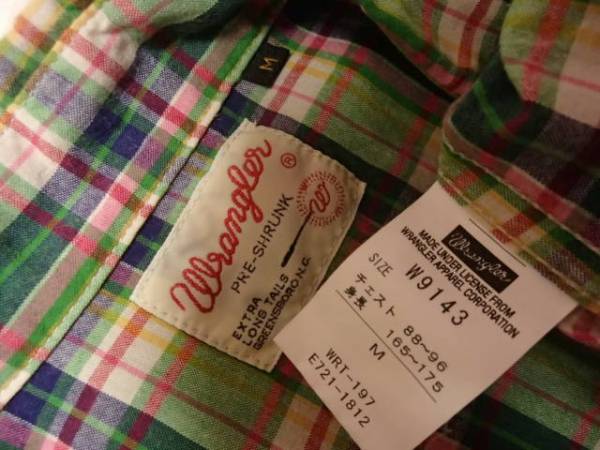 M
Wrangler®
PRE-SHRUNK
W
EXTRA
LONG TAILS
GREENSBORO N.C.
Wrangler
MADE UNDER LICENSE FROM
WRANGLER APPAREL CORPORATION
SIZE W9143
チェスト 88~96
身長 165~175
M
WRT-197
E721-1812